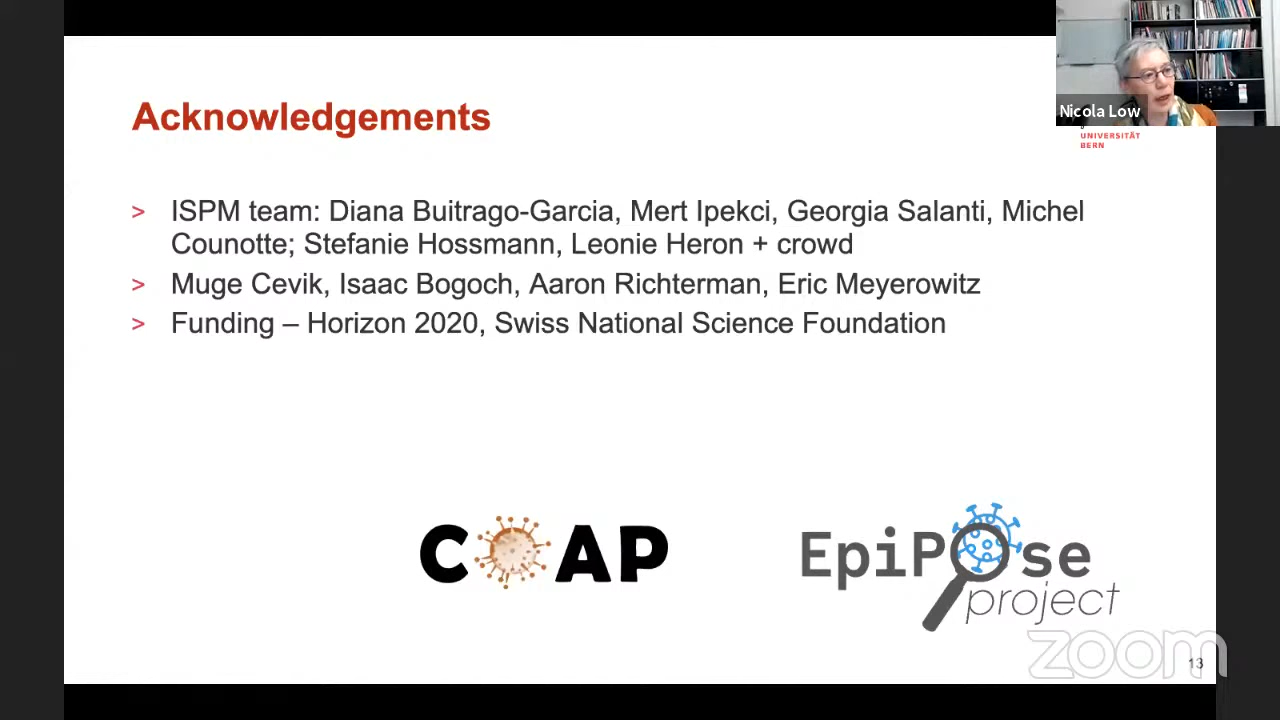 Nicola Low
UNIVERSITÄT
BERN
Acknowledgements
> ISPM team: Diana Buitrago-Garcia, Mert Ipekci, Georgia Salanti, Michel
Counotte; Stefanie Hossmann, Leonie Heron + crowd
> Muge Cevik, Isaac Bogoch, Aaron Richterman, Eric Meyerowitz
> Funding – Horizon 2020, Swiss National Science Foundation
COAP
EpiPose
project
zoom
13